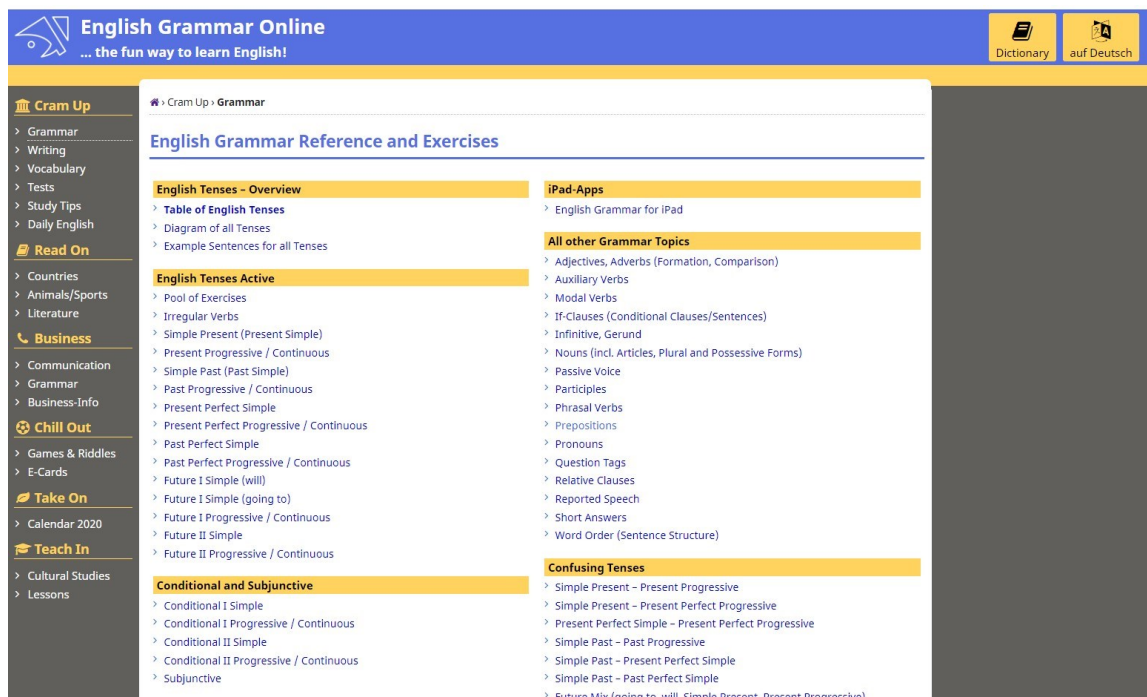 English Grammar Online
... the fun way to learn English!
Dictionary
auf Deutsch
Cram Up
Grammar
Writing
Vocabulary
Tests
Study Tips
Daily English
Read On
Countries
Animals/Sports
Literature
Business
Communication
Grammar
Business-Info
Chill Out
Games & Riddles
E-Cards
Take On
Calendar 2020
Teach In
Cultural Studies
Lessons
› Cram Up › Grammar
English Grammar Reference and Exercises
English Tenses – Overview
Table of English Tenses
Diagram of all Tenses
Example Sentences for all Tenses
English Tenses Active
Pool of Exercises
Irregular Verbs
Simple Present (Present Simple)
Present Progressive / Continuous
Simple Past (Past Simple)
Past Progressive / Continuous
Present Perfect Simple
Present Perfect Progressive / Continuous
Past Perfect Simple
Past Perfect Progressive / Continuous
Future I Simple (will)
Future I Simple (going to)
Future I Progressive / Continuous
Future II Simple
Future II Progressive / Continuous
Conditional and Subjunctive
Conditional I Simple
Conditional I Progressive / Continuous
Conditional II Simple
Conditional II Progressive / Continuous
Subjunctive
iPad-Apps
English Grammar for iPad
All other Grammar Topics
Adjectives, Adverbs (Formation, Comparison)
Auxiliary Verbs
Modal Verbs
If-Clauses (Conditional Clauses/Sentences)
Infinitive, Gerund
Nouns (incl. Articles, Plural and Possessive Forms)
Passive Voice
Participles
Phrasal Verbs
Prepositions
Pronouns
Question Tags
Relative Clauses
Reported Speech
Short Answers
Word Order (Sentence Structure)
Confusing Tenses
Simple Present – Present Progressive
Simple Present – Present Perfect Progressive
Present Perfect Simple – Present Perfect Progressive
Simple Past – Past Progressive
Simple Past – Present Perfect Simple
Simple Past – Past Perfect Simple
Future Mix (going to, will, Simple Present, Present Progressive)